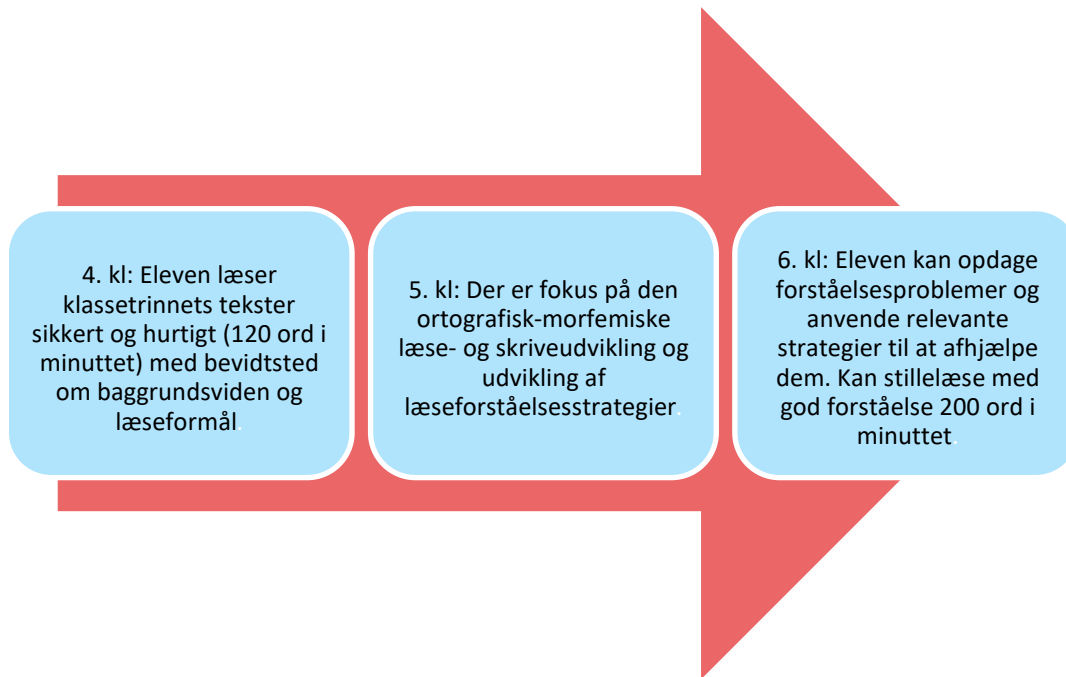 4. kl: Eleven læser
klassetrinnets tekster
sikkert og hurtigt (120 ord i
minuttet) med bevidtsted
om baggrundsviden og
læseformål.
5. kl: Der er fokus på den
ortografisk-morfemiske
læse- og skriveudvikling og
udvikling af
læseforståelsesstrategier.
6. kl: Eleven kan opdage
forståelsesproblemer og
anvende relevante
strategier til at afhjælpe
dem. Kan stillelæse med
god forståelse 200 ord i
minuttet.